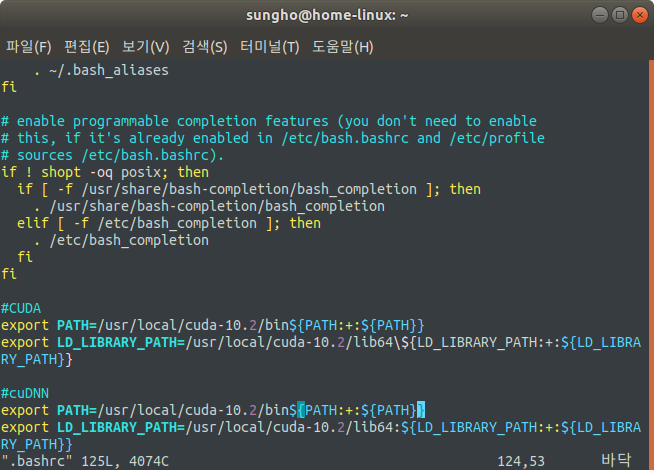 sungho@home-linux: ~
파일(F) 편집(E) 보기(V) 검색(S) 터미널(T) 도움말(H)
. ~/.bash_aliases
fi
# enable programmable completion features (you don't need to enable
# this, if it's already enabled in /etc/bash.bashrc and /etc/profile
# sources /etc/bash.bashrc).
if ! shopt -oq posix; then
if [ -f /usr/share/bash-completion/bash_completion ]; then
. /usr/share/bash-completion/bash_completion
elif [ -f /etc/bash_completion ]; then
. /etc/bash_completion
fi
fi
#CUDA
export PATH=/usr/local/cuda-10.2/bin${PATH:+:${PATH}}
export LD_LIBRARY_PATH=/usr/local/cuda-10.2/lib64\${LD_LIBRARY_PATH:+:${LD_LIBRA
RY_PATH}}
#cuDNN
export PATH=/usr/local/cuda-10.2/bin${PATH:+:${PATH}}
export LD_LIBRARY_PATH=/usr/local/cuda-10.2/lib64:${LD_LIBRARY_PATH:+:${LD_LIBRA
RY_PATH}}
".bashrc" 125L, 4074C 124,53 바닥